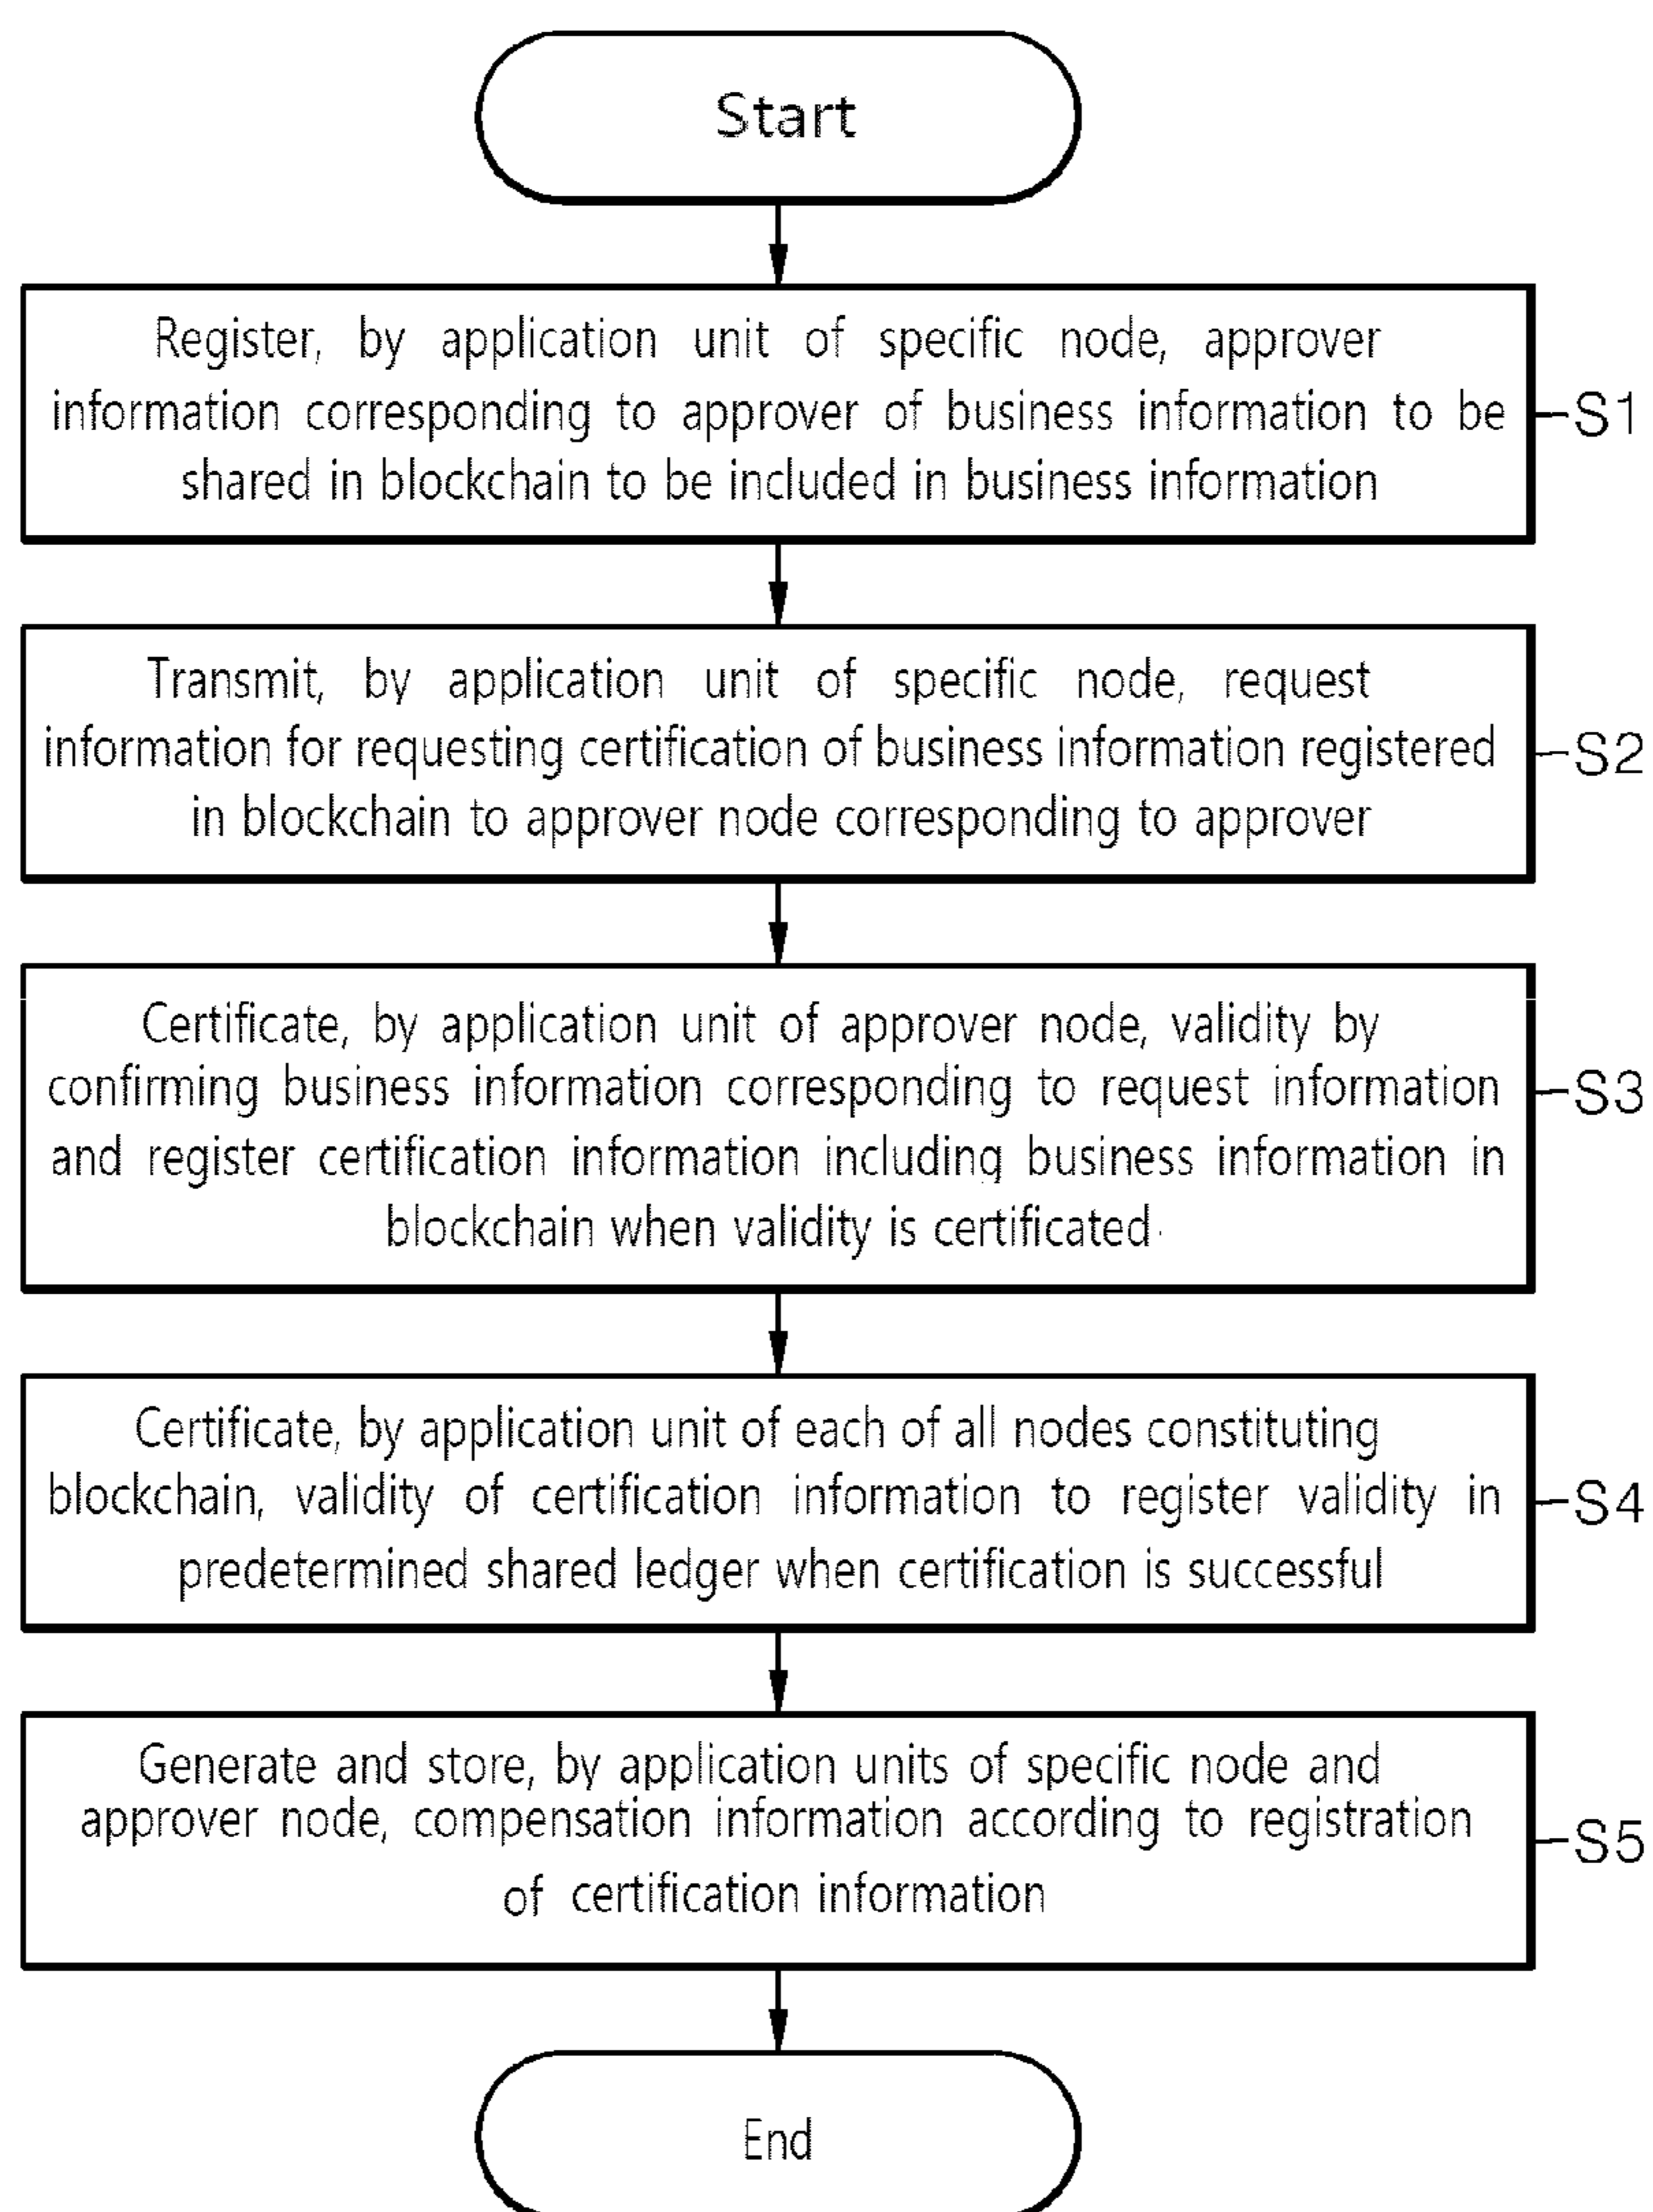 Start
Register, by application unit of specific node, approver
information corresponding to approver of business information to be
shared in blockchain to be included in business information
S1
Transmit, by application unit of specific node, request
information for requesting certification of business information registered
in blockchain to approver node corresponding to approver
S2
Certificate, by application unit of approver node, validity by
confirming business information corresponding to request information
and register certification information including business information in
blockchain when validity is certificated.
S3
Certificate, by application unit of each of all nodes constituting
blockchain, validity of certification information to register validity in
predetermined shared ledger when certification is successful
S4
Generate and store, by application units of specific node and
approver node, compensation information according to registration
of certification information
S5
End